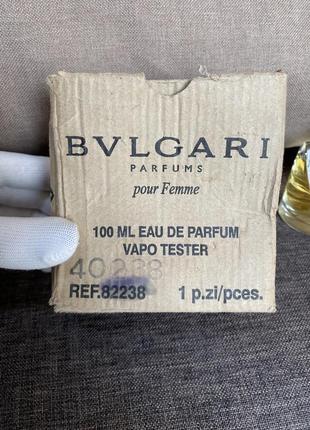 BVLGARI
PARFUMS
pour Femme
100 ML EAU DE PARFUM
VAPO TESTER
40238
REF.82238 1 p.zi/pces.